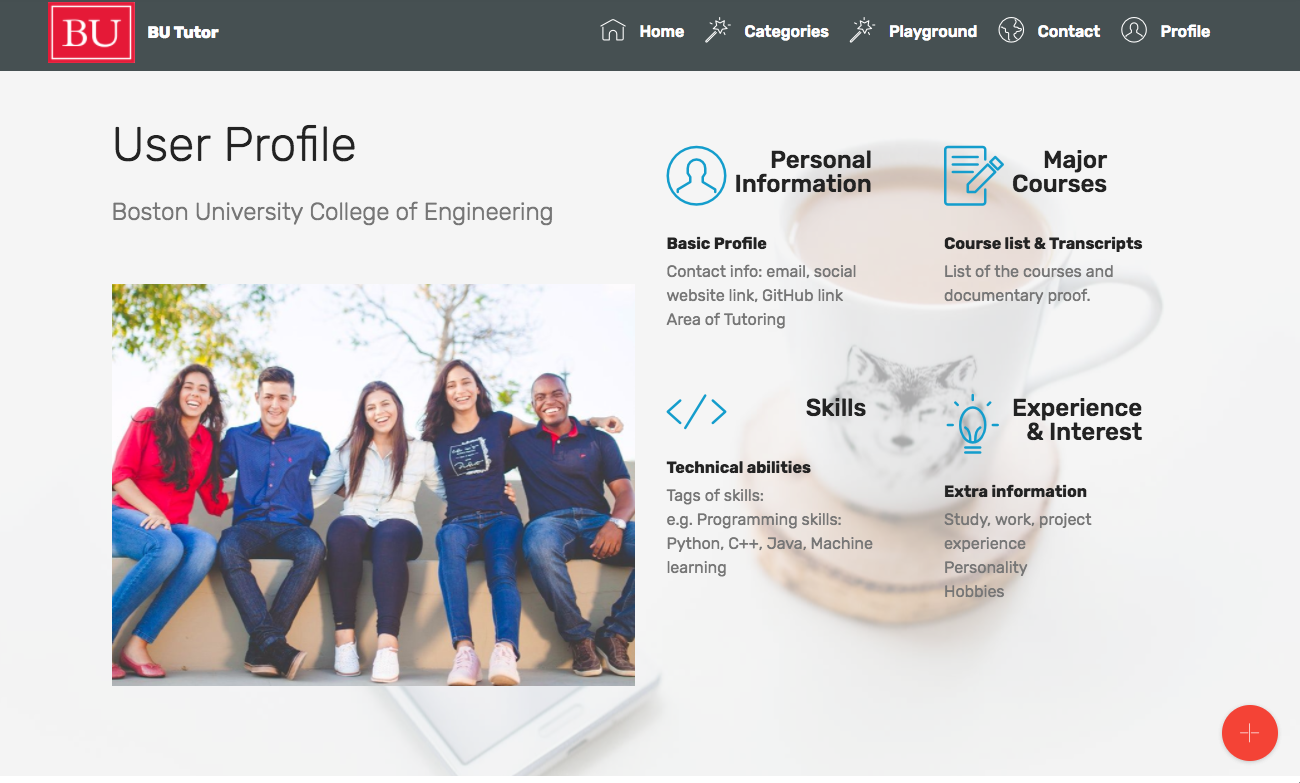 BU
BU Tutor
Home
Categories
Playground
Contact
Profile
User Profile
Boston University College of Engineering
Personal
Information
Basic Profile
Contact info: email, social
website link, GitHub link
Area of Tutoring
Major
Courses
Course list & Transcripts
List of the courses and
documentary proof.
Skills
Technical abilities
Tags of skills:
e.g. Programming skills:
Python, C++, Java, Machine
learning
Experience
& Interest
Extra information
Study, work, project
experience
Personality
Hobbies